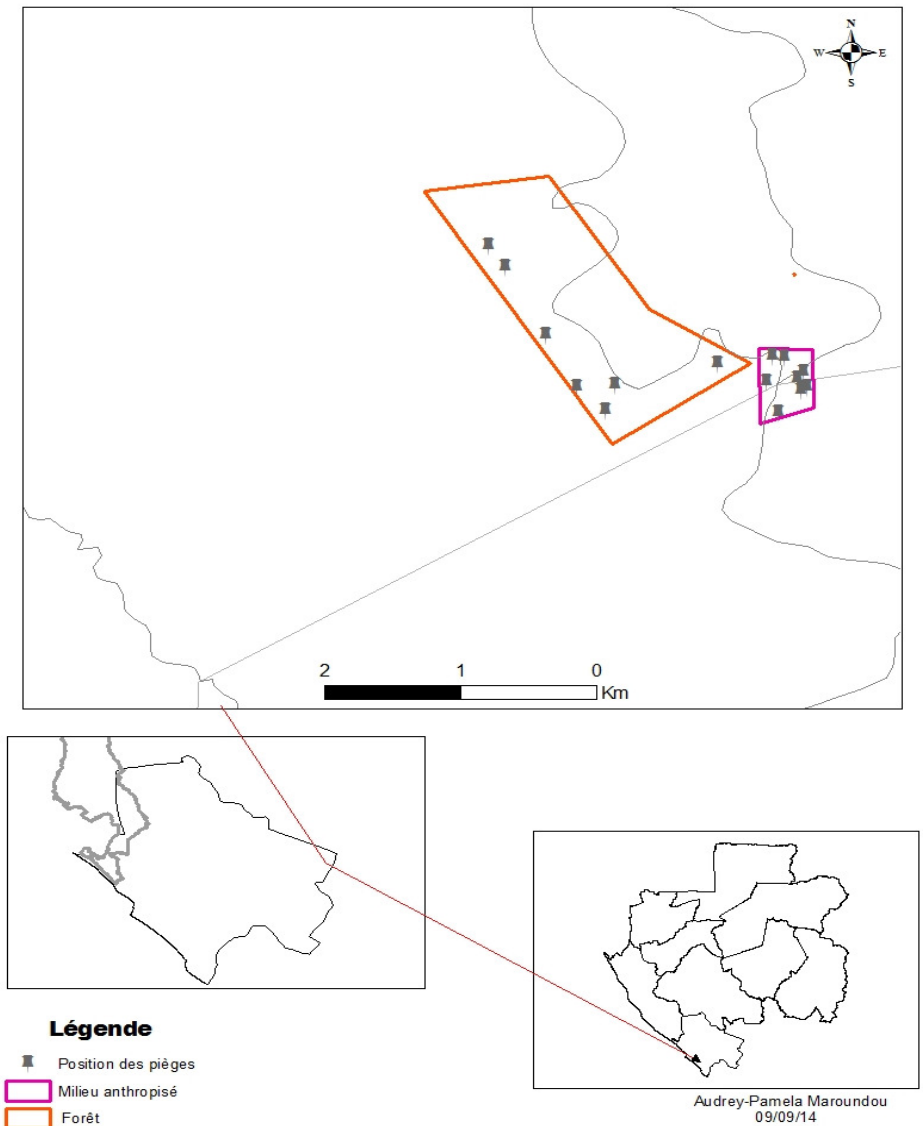 N
W E
S
2 1 0
Km
Légende
Position des pièges
Milieu anthropisé
Forêt
Audrey-Pamela Maroundou
09/09/14